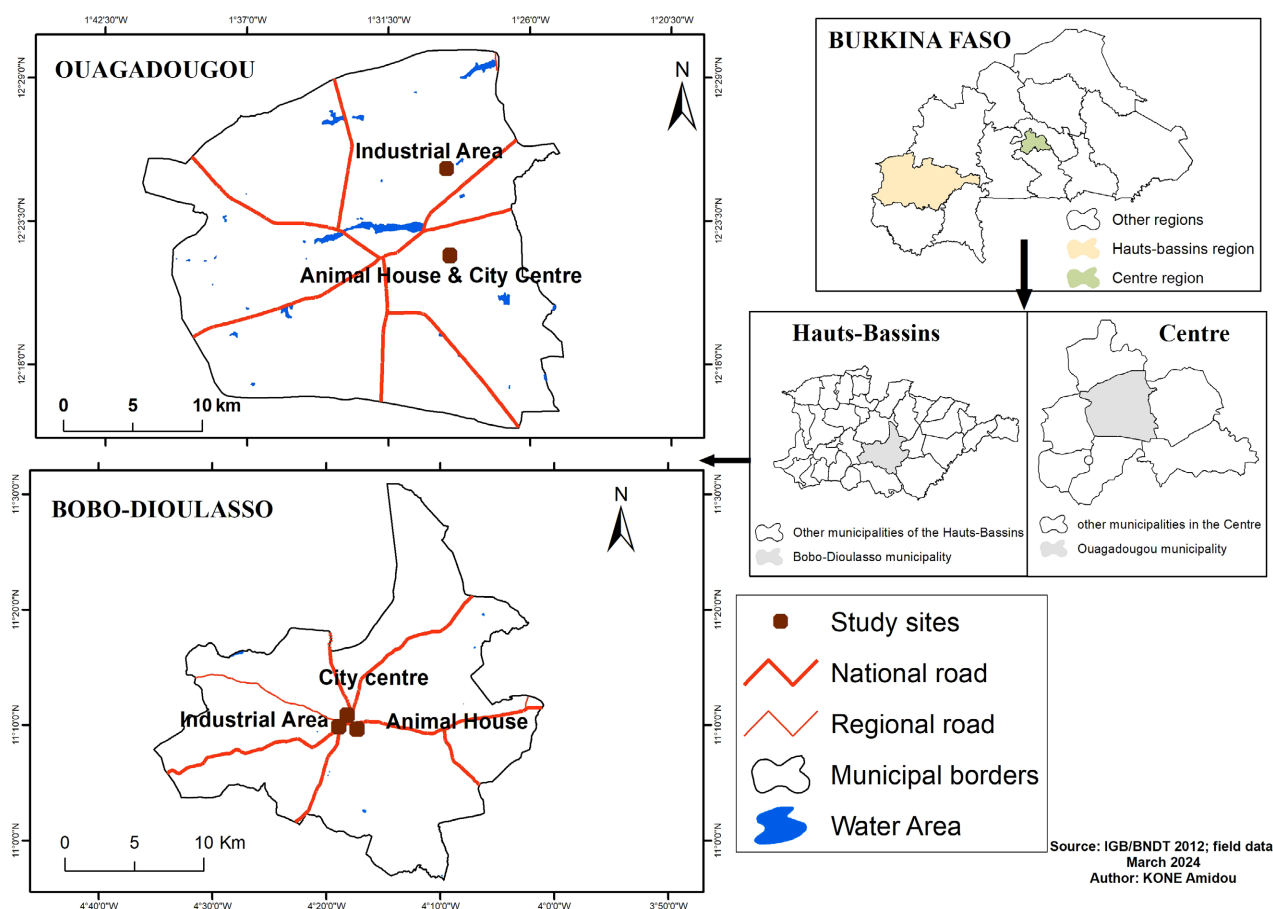 1°42'30"W 1°37'0"W 1°31'30"W 1°26'0"W 1°20'30"W
OUAGADOUGOU
N
12°29'0"N
12°29'0"N
Industrial Area
12°23'30"N
12°23'30"N
Animal House & City Centre
12°18'0"N
12°18'0"N
0 5 10 km
BURKINA FASO
Other regions
Hauts-bassins region
Centre region
Hauts-Bassins
Other municipalities of the Hauts-Bassins
Bobo-Dioulasso municipality
Centre
other municipalities in the Centre
Ouagadougou municipality
BOBO-DIOULASSO
N
11°30'0"N
11°30'0"N
11°20'0"N
11°20'0"N
City centre
Industrial Area
Animal House
11°10'0"N
11°10'0"N
11°0'0"N
11°0'0"N
0 5 10 Km
4°40'0"W 4°30'0"W 4°20'0"W 4°10'0"W 4°0'0"W 3°50'0"W
Study sites
National road
Regional road
Municipal borders
Water Area
Source: IGB/BNDT 2012; field data
March 2024
Author: KONE Amidou